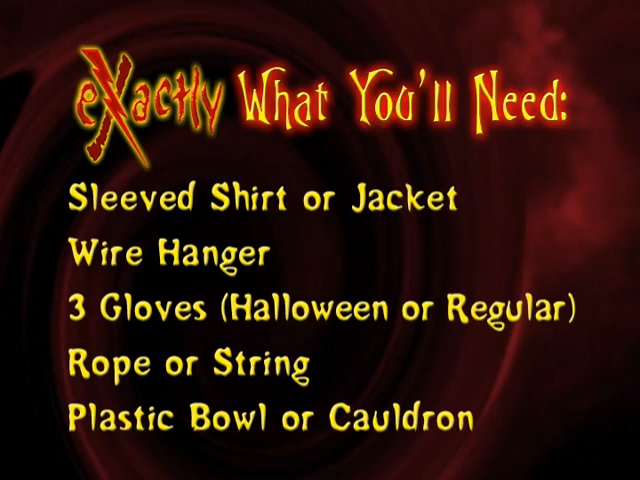 eXactly What You'll Need:
Sleeved Shirt or Jacket
Wire Hanger
3 Gloves (Halloween or Regular)
Rope or String
Plastic Bowl or Cauldron